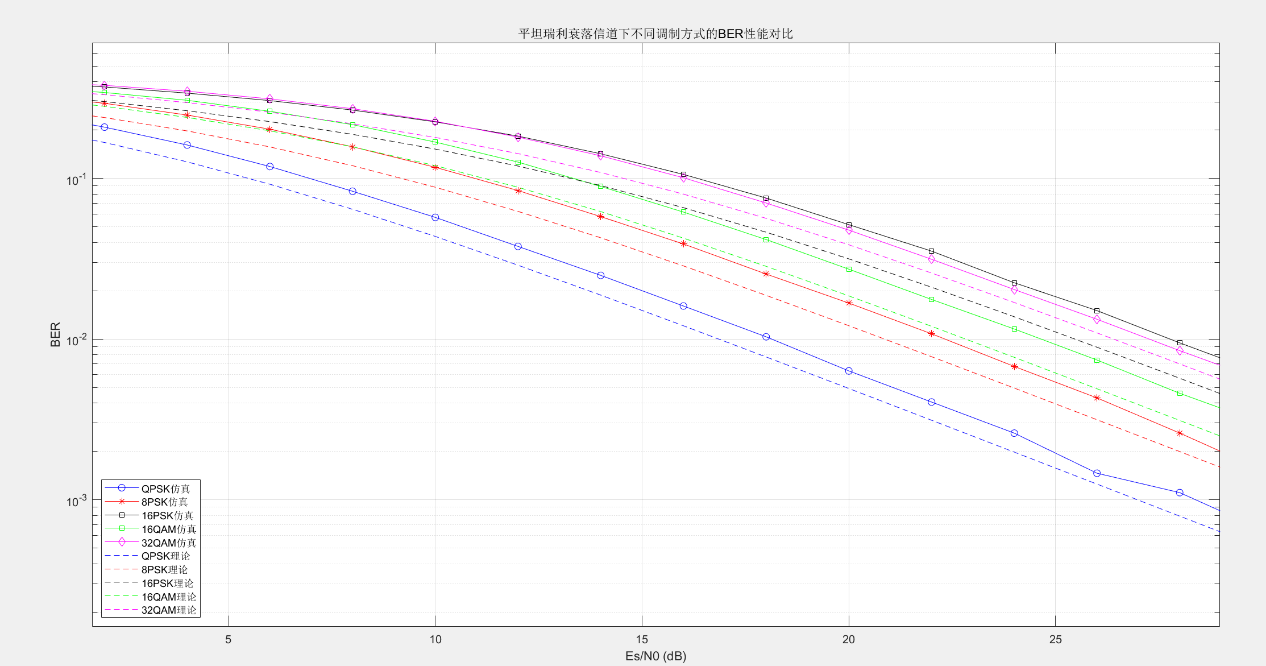 平坦瑞利衰落信道下不同调制方式的BER性能对比
BER
10-1
10-2
10-3
QPSK仿真
8PSK仿真
16PSK仿真
16QAM仿真
32QAM仿真
QPSK理论
8PSK理论
16PSK理论
16QAM理论
32QAM理论
5 10 15 20 25
Es/N0 (dB)